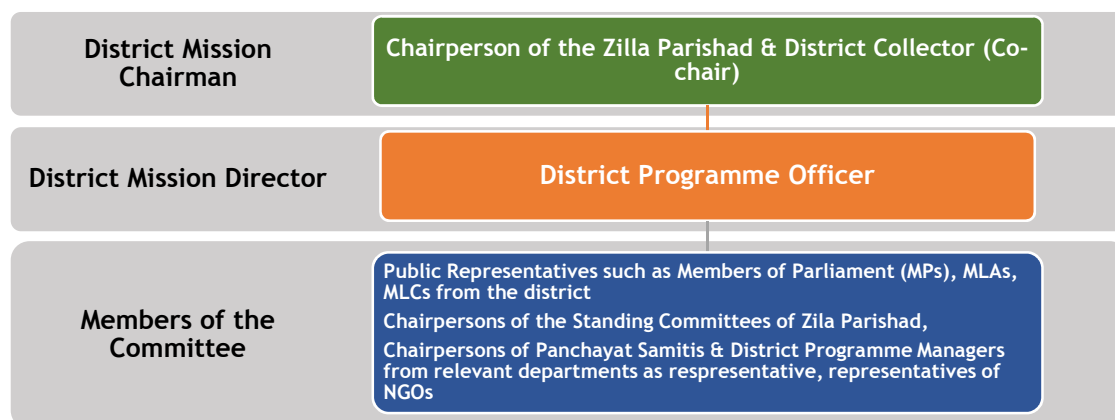 District Mission
Chairman
Chairperson of the Zilla Parishad & District Collector (Co-
chair)
District Mission Director
District Programme Officer
Members of the
Committee
Public Representatives such as Members of Parliament (MPs), MLAs,
MLCs from the district
Chairpersons of the Standing Committees of Zila Parishad,
Chairpersons of Panchayat Samitis & District Programme Managers
from relevant departments as respresentative, representatives of
NGOs